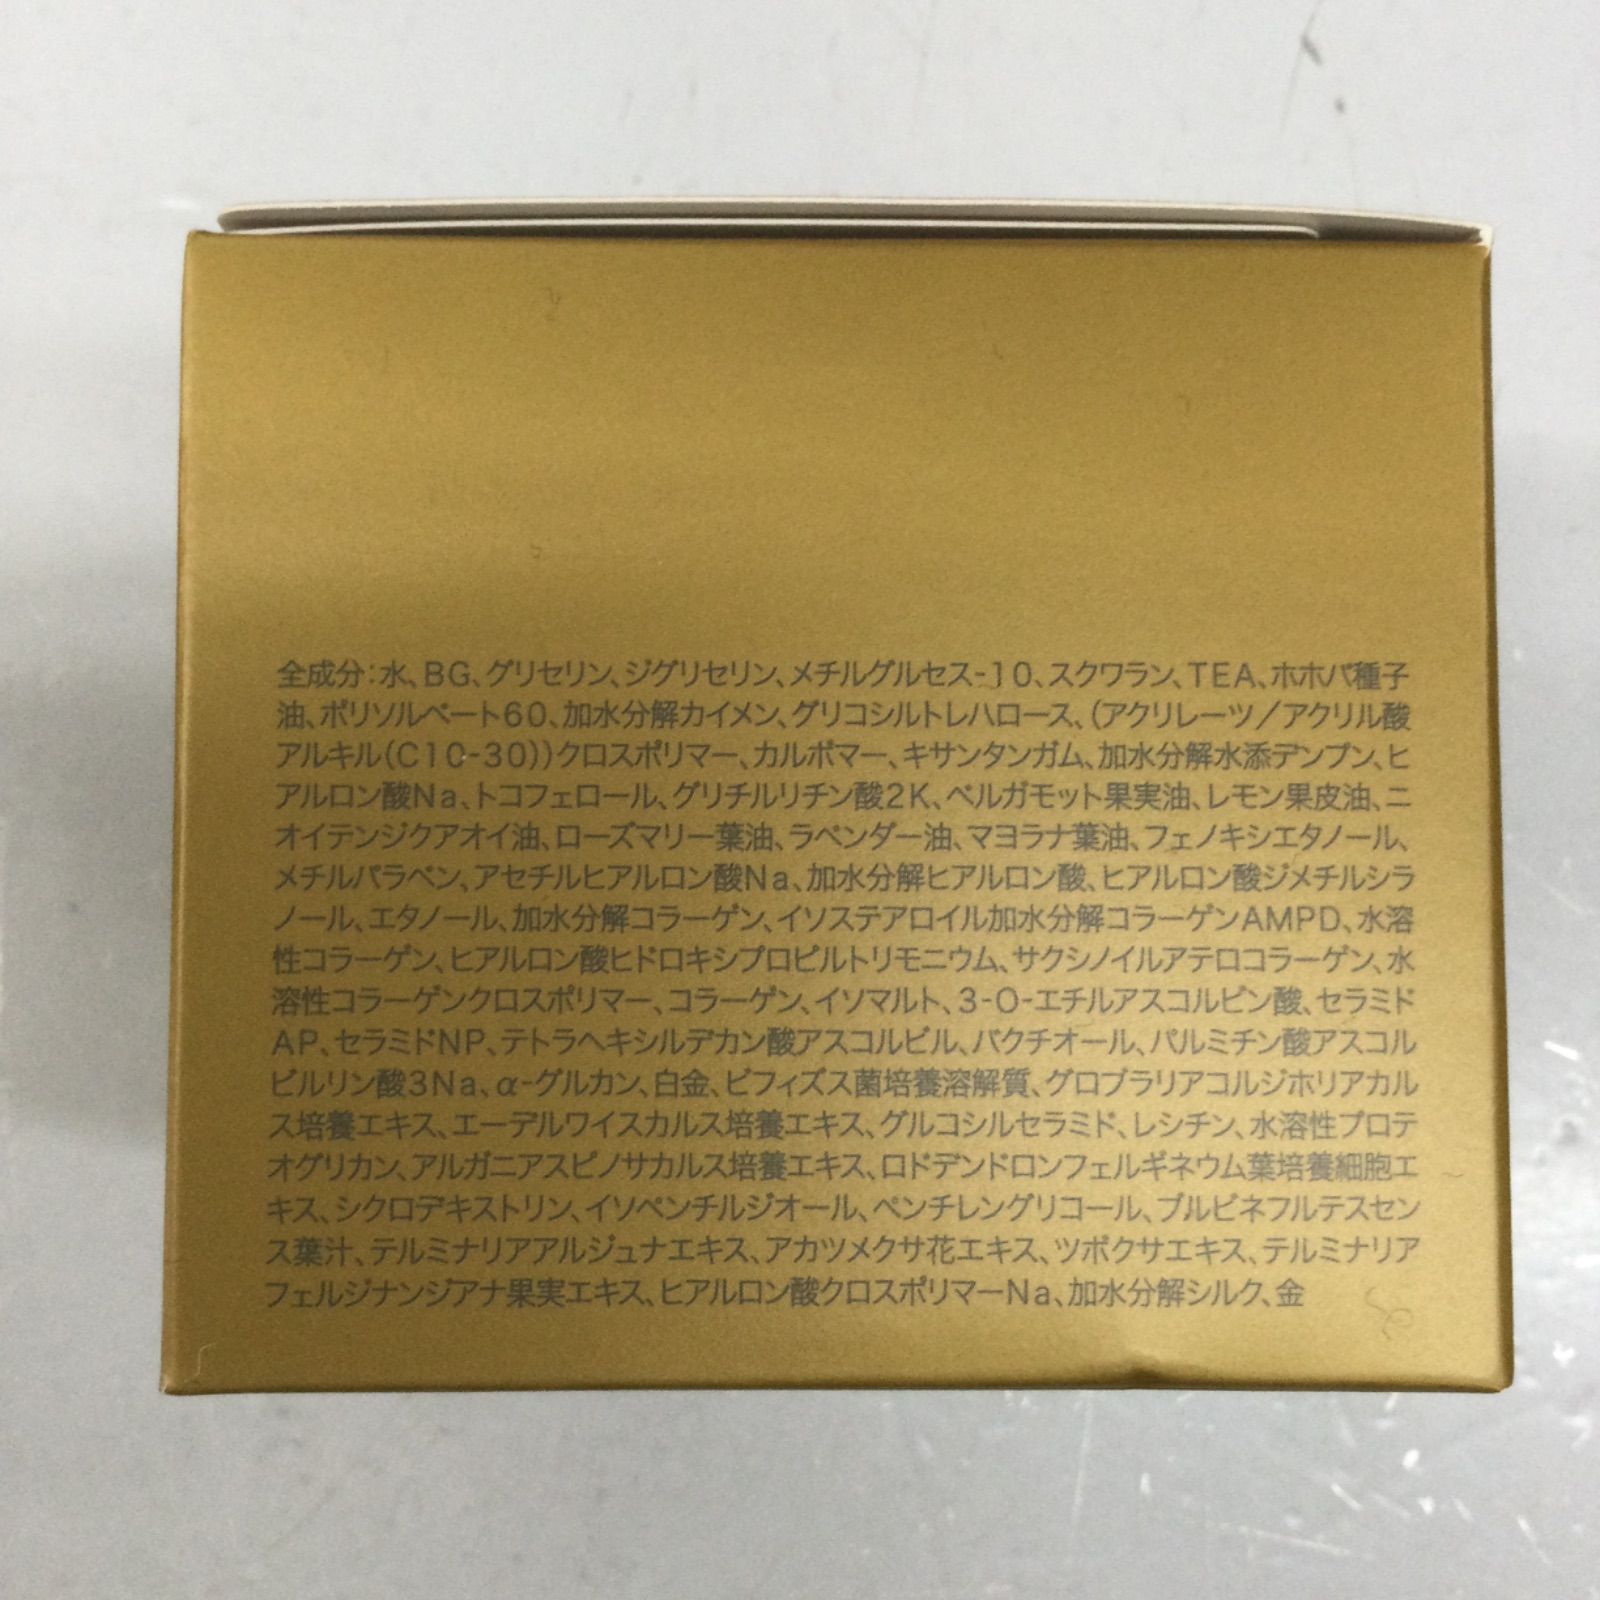 全成分：水、BG、グリセリン、ジグリセリン、メチルグルセス-10、スクワラン、TEA、ホホバ種子
油、ポリソルベート60、加水分解カイメン、グリコシルトレハロース、（アクリレーツ／アクリル酸
アルキル（C10-30））クロスポリマー、カルボマー、キサンタンガム、加水分解水添デンプン、ヒ
アルロン酸Na、トコフェロール、グリチルリチン酸2K、ベルガモット果実油、レモン果皮油、ニ
オイテンジクアオイ油、ローズマリー葉油、ラベンダー油、マヨラナ葉油、フェノキシエタノール、
メチルパラベン、アセチルヒアルロン酸Na、加水分解ヒアルロン酸、ヒアルロン酸ジメチルシラ
ノール、エタノール、加水分解コラーゲン、イソステアロイル加水分解コラーゲンAMPD、水溶
性コラーゲン、ヒアルロン酸ヒドロキシプロピルトリモニウム、サクシノイルアテロコラーゲン、水
溶性コラーゲンクロスポリマー、コラーゲン、イソマルト、3-O-エチルアスコルビン酸、セラミド
AP、セラミドNP、テトラヘキシルデカン酸アスコルビル、バクチオール、パルミチン酸アスコル
ビルリン酸3Na、α-グルカン、白金、ビフィズス菌培養溶解質、グロブラリアコルジホリアカル
ス培養エキス、エーデルワイスカルス培養エキス、グルコシルセラミド、レシチン、水溶性プロテ
オグリカン、アルガニアスピノサカルス培養エキス、ロドデンドロンフェルギネウム葉培養細胞エ
キス、シクロデキストリン、イソペンチルジオール、ペンチレングリコール、ブルビネフルテスセン
ス葉汁、テルミナリアアルジュナエキス、アカツメクサ花エキス、ツボクサエキス、テルミナリア
フェルジナンジアナ果実エキス、ヒアルロン酸クロスポリマーNa、加水分解シルク、金